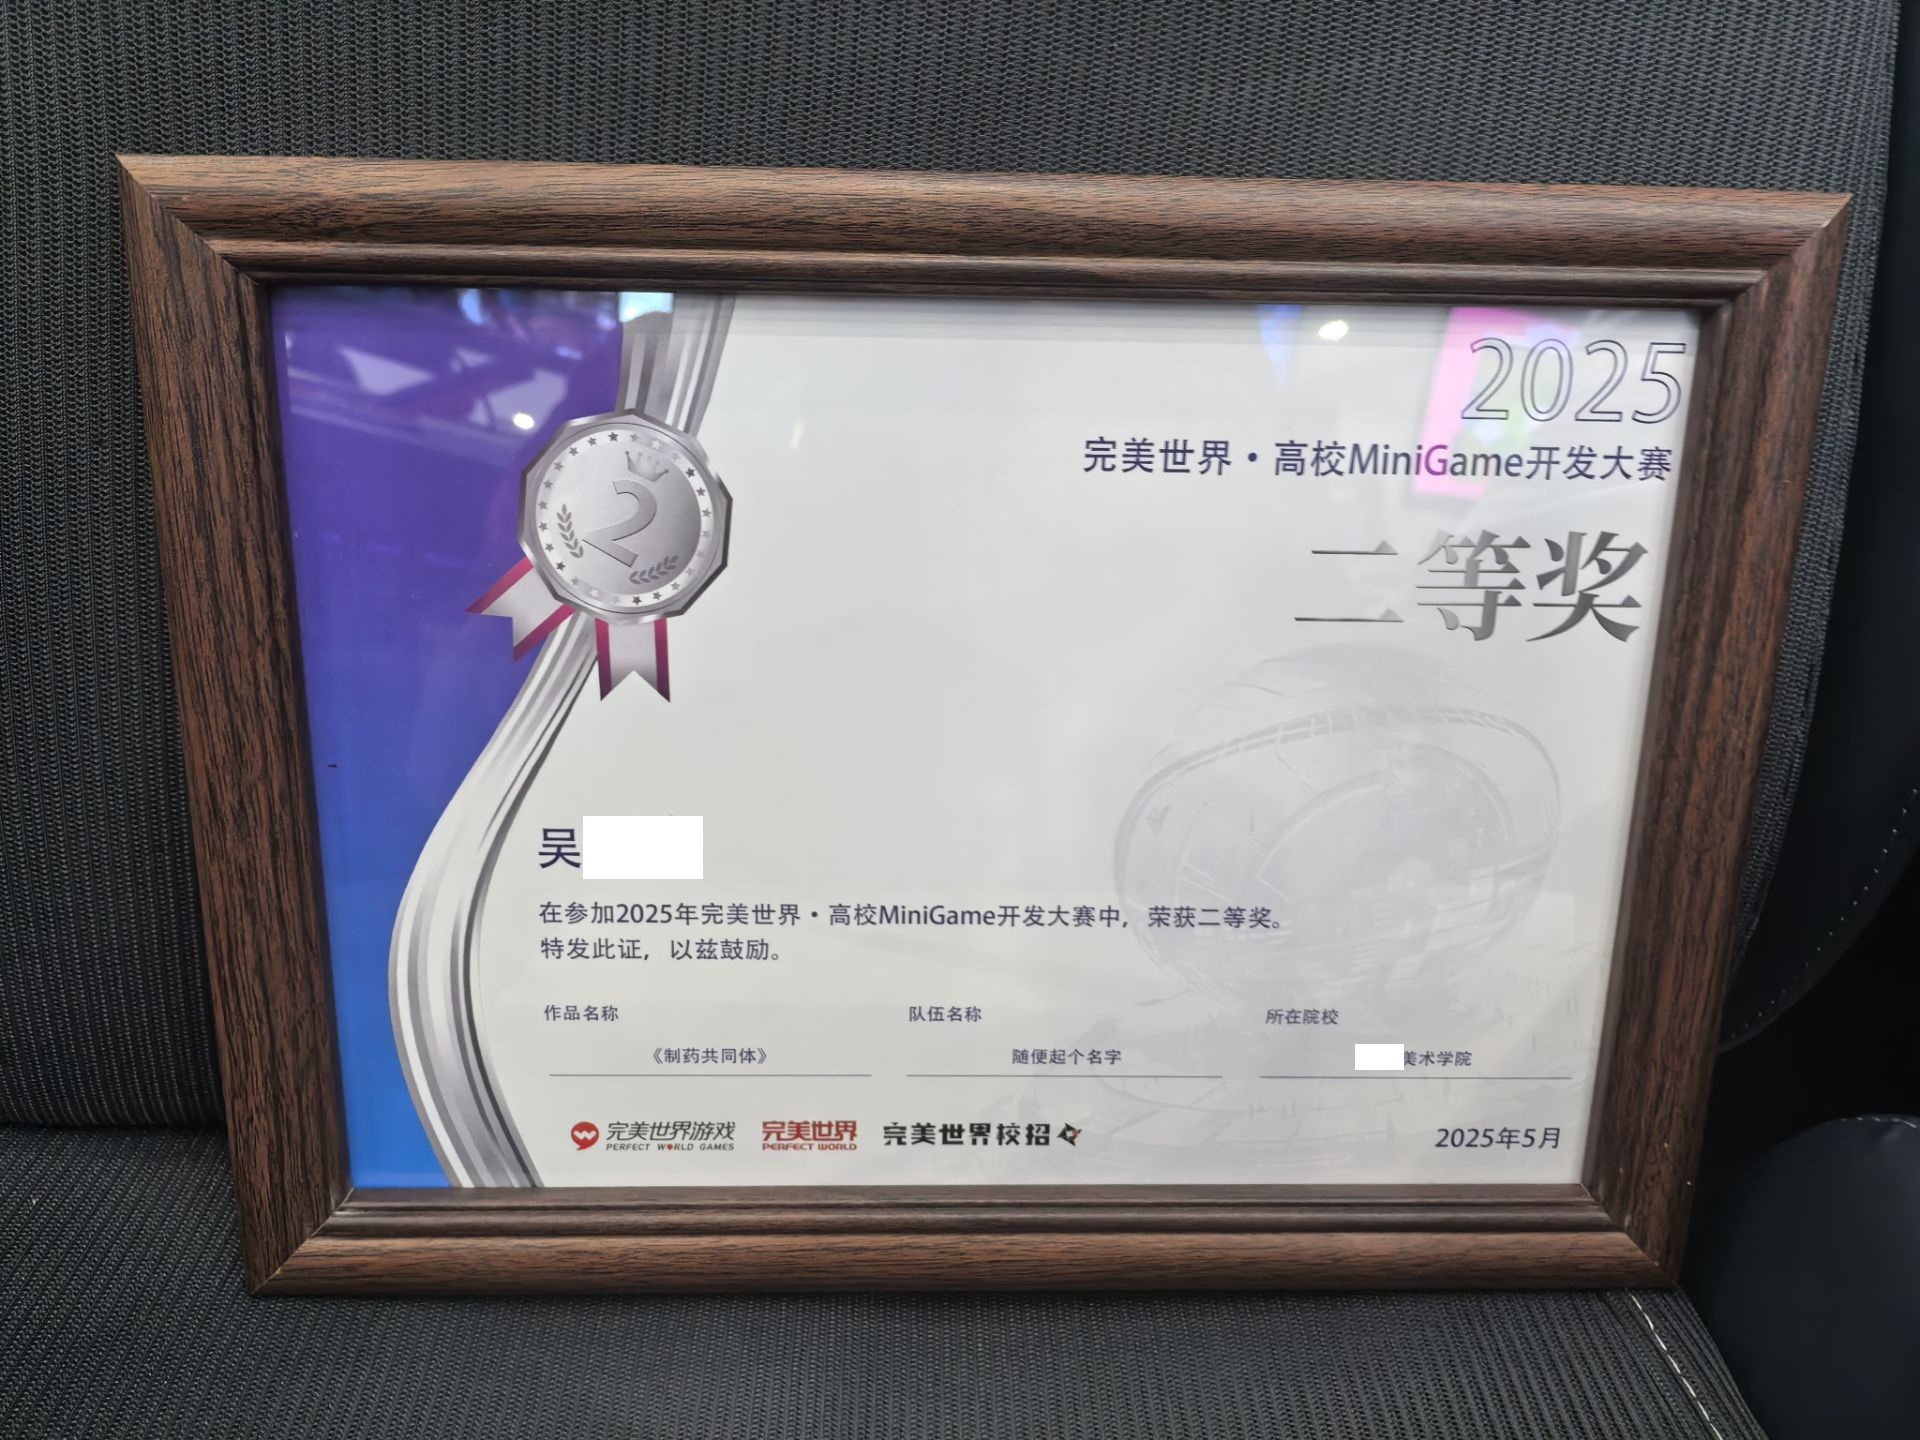 2025
完美世界·高校MiniGame开发大赛
二等奖
2
吴
在参加2025年完美世界·高校MiniGame开发大赛中，荣获二等奖。
特发此证，以兹鼓励。
作品名称 队伍名称 所在院校
《制药共同体》 随便起个名字 美术学院
完美世界游戏 完美世界 完美世界校招
PERFECT WORLD GAMES PERFECT WORLD
2025年5月